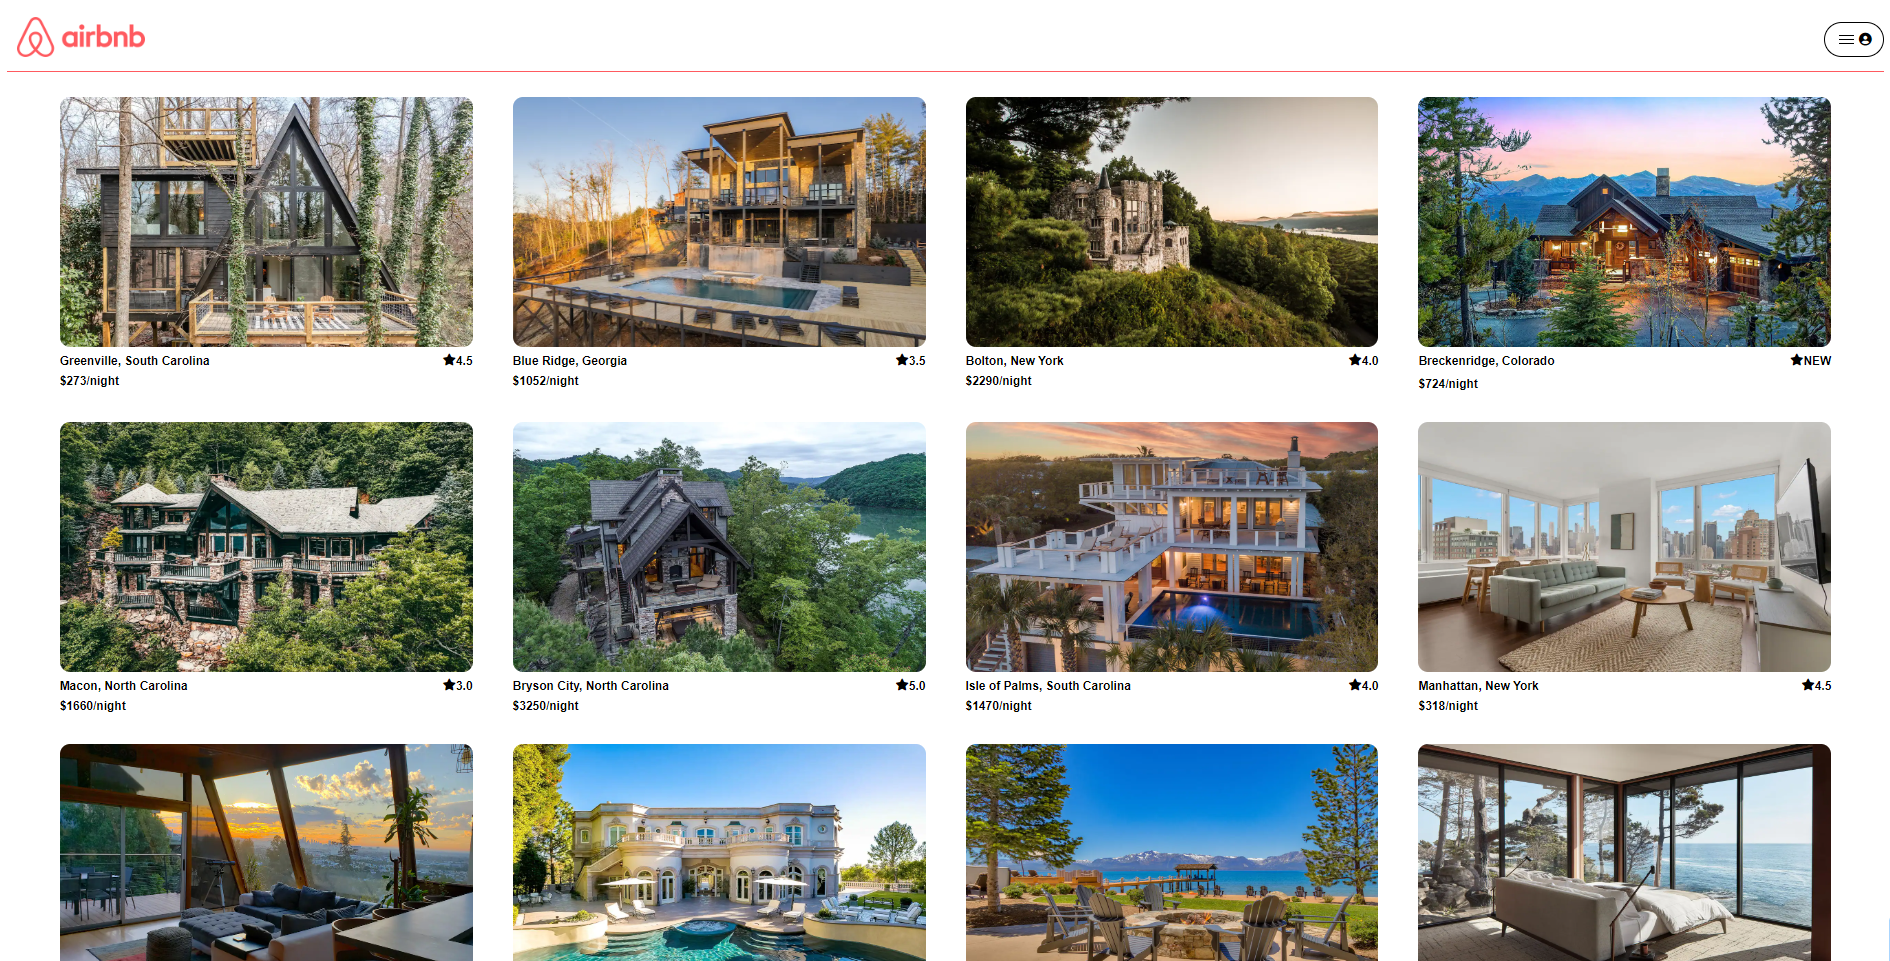 airbnb
Greenville, South Carolina ★4.5
$273/night
Blue Ridge, Georgia ★3.5
$1052/night
Bolton, New York ★4.0
$2290/night
Breckenridge, Colorado ★NEW
$724/night
Macon, North Carolina ★3.0
$1660/night
Bryson City, North Carolina ★5.0
$3250/night
Isle of Palms, South Carolina ★4.0
$1470/night
Manhattan, New York ★4.5
$318/night